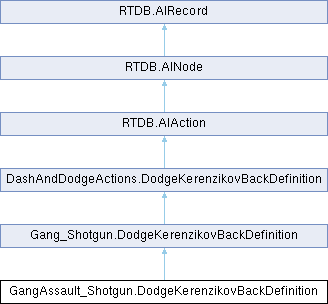 RTDB.AIRecord
RTDB.AINode
RTDB.AIAction
DashAndDodgeActions.DodgeKerenzikovBackDefinition
Gang_Shotgun.DodgeKerenzikovBackDefinition
GangAssault_Shotgun.DodgeKerenzikovBackDefinition